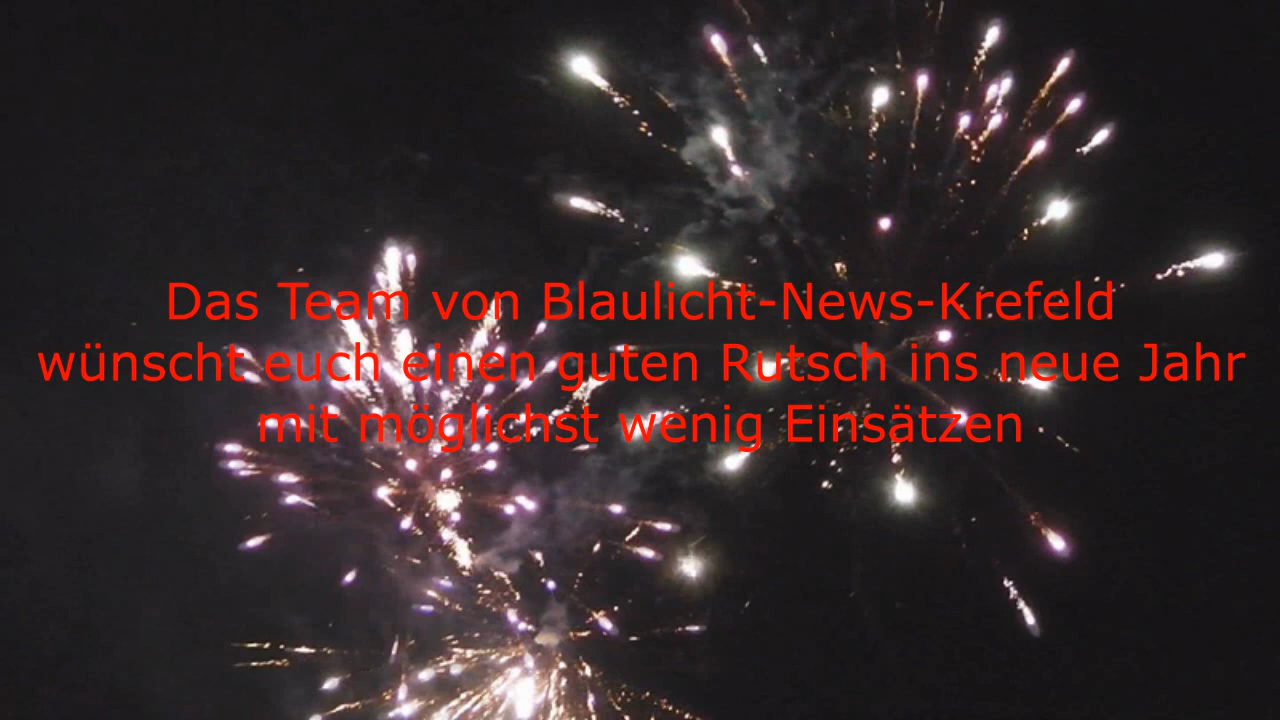 Das Team von Blaulicht-News-Krefeld
wünscht euch einen guten Rutsch ins neue Jahr
mit möglichst wenig Einsätzen